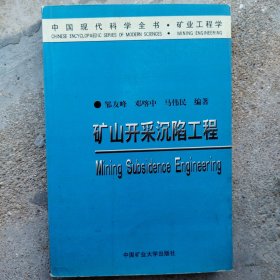 中国现代科学全书·矿业工程学
CHINESE ENCYCLOPAEDIC SERIES OF MODERN SCIENCES · MINING ENGINEERING
●邹友峰 邓喀中 马伟民 编著
矿山开采沉陷工程
Mining Subsidence Engineering
中国矿业大学出版社